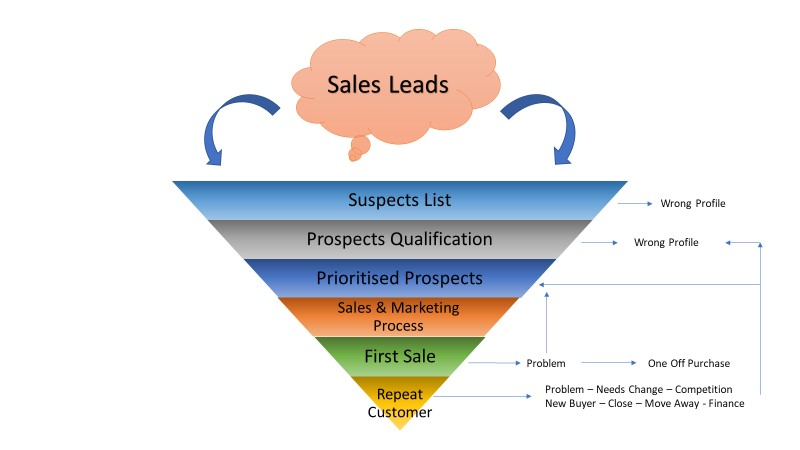 Sales Leads
Suspects List
Wrong Profile
Prospects Qualification
Wrong Profile
Prioritised Prospects
Sales & Marketing
Process
First Sale
Problem
One Off Purchase
Repeat
Customer
Problem – Needs Change – Competition
New Buyer – Close – Move Away - Finance